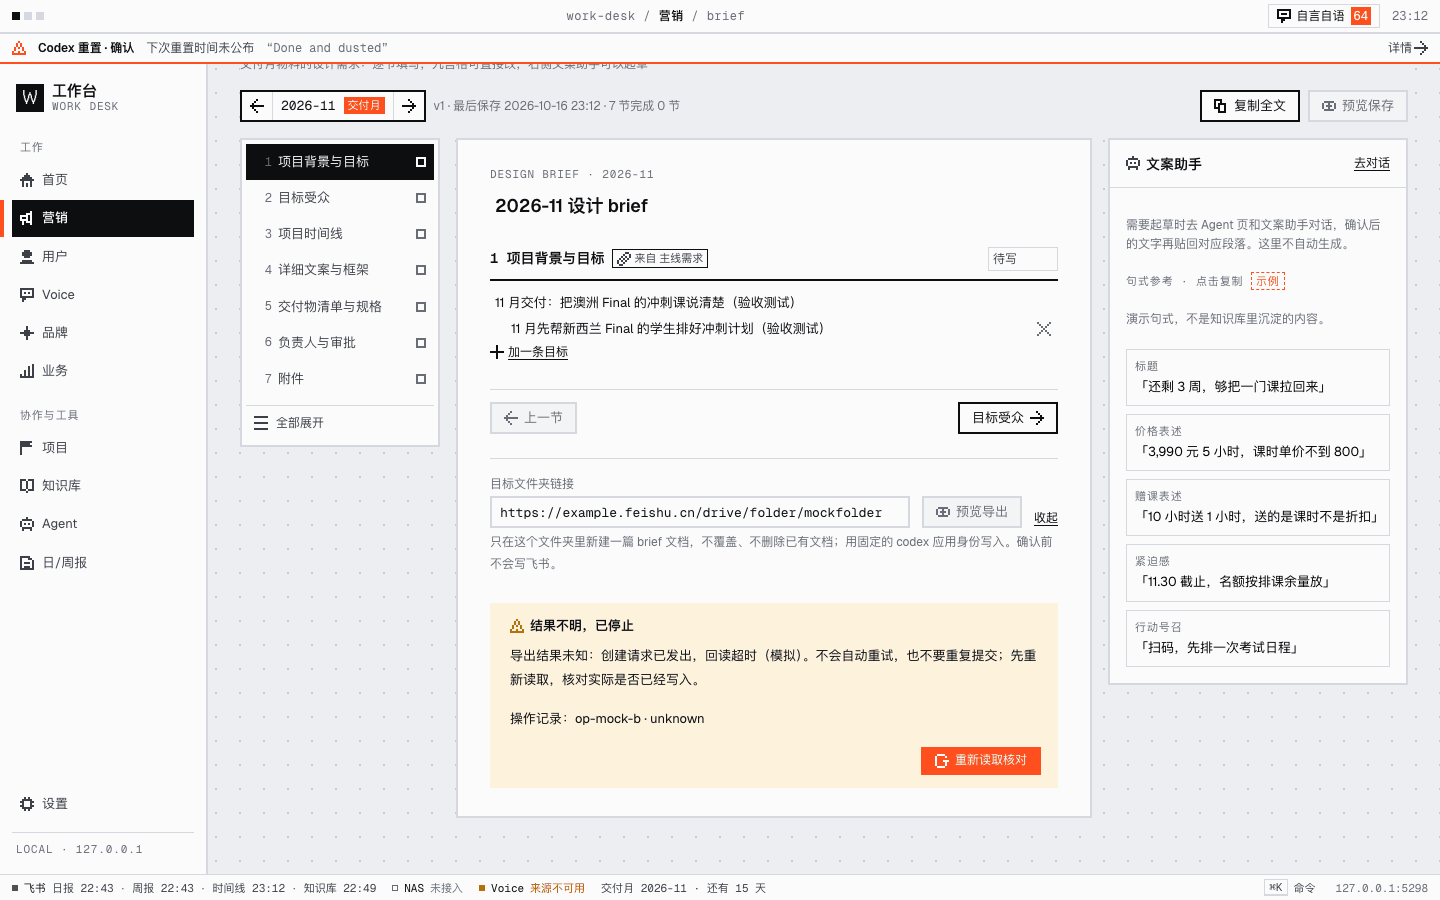 work-desk / 营销 / brief
自言自语 64
23:12
Codex 重置 · 确认 下次重置时间未公布 “Done and dusted”
详情
W 工作台
WORK DESK
工作
首页
营销
用户
Voice
品牌
业务
协作与工具
项目
知识库
Agent
日/周报
设置
LOCAL · 127.0.0.1
2026-11 交付月
v1 · 最后保存 2026-10-16 23:12 · 7 节完成 0 节
复制全文
预览保存
1 项目背景与目标
2 目标受众
3 项目时间线
4 详细文案与框架
5 交付物清单与规格
6 负责人与审批
7 附件
全部展开
DESIGN BRIEF · 2026-11
2026-11 设计 brief
1 项目背景与目标 来自 主线需求
待写
11 月交付：把澳洲 Final 的冲刺课说清楚（验收测试）
11 月先帮新西兰 Final 的学生排好冲刺计划（验收测试）
加一条目标
上一节
目标受众
目标文件夹链接
https://example.feishu.cn/drive/folder/mockfolder
预览导出
收起
只在这个文件夹里新建一篇 brief 文档，不覆盖、不删除已有文档；用固定的 codex 应用身份写入。确认前
不会写飞书。
结果不明，已停止
导出结果未知：创建请求已发出，回读超时（模拟）。不会自动重试，也不要重复提交；先重
新读取，核对实际是否已经写入。
操作记录：op-mock-b · unknown
重新读取核对
文案助手
去对话
需要起草时去 Agent 页和文案助手对话，确认后
的文字再贴回对应段落。这里不自动生成。
句式参考 · 点击复制 示例
演示句式，不是知识库里沉淀的内容。
标题
「还剩 3 周，够把一门课拉回来」
价格表述
「3,990 元 5 小时，课时单价不到 800」
赠课表述
「10 小时送 1 小时，送的是课时不是折扣」
紧迫感
「11.30 截止，名额按排课余量放」
行动号召
「扫码，先排一次考试日程」
飞书 日报 22:43 · 周报 22:43 · 时间线 23:12 · 知识库 22:49
NAS 未接入
Voice 来源不可用
交付月 2026-11 · 还有 15 天
⌘K 命令
127.0.0.1:5298